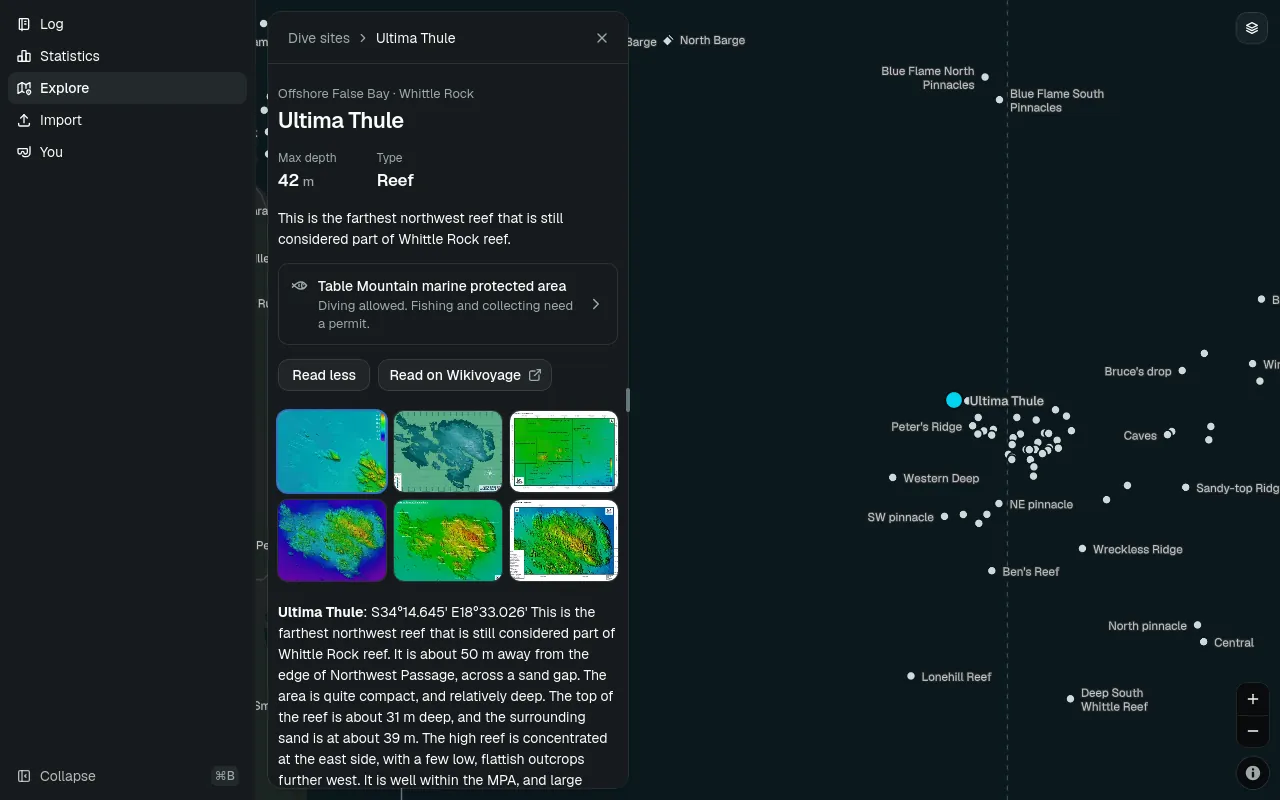 Log
Statistics
Explore
Import
You
Collapse
⌘B
Dive sites
Ultima Thule
Offshore False Bay · Whittle Rock
Ultima Thule
Max depth
Type
42 m
Reef
This is the farthest northwest reef that is still
considered part of Whittle Rock reef.
Table Mountain marine protected area
Diving allowed. Fishing and collecting need
a permit.
Read less
Read on Wikivoyage
Ultima Thule: S34°14.645' E18°33.026' This is the
farthest northwest reef that is still considered part of
Whittle Rock reef. It is about 50 m away from the
edge of Northwest Passage, across a sand gap. The
area is quite compact, and relatively deep. The top of
the reef is about 31 m deep, and the surrounding
sand is at about 39 m. The high reef is concentrated
at the east side, with a few low, flattish outcrops
further west. It is well within the MPA, and large
Barge
North Barge
Blue Flame North
Pinnacles
Blue Flame South
Pinnacles
Bruce's drop
Ultima Thule
Peter's Ridge
Caves
Western Deep
Sandy-top Ridg
NE pinnacle
SW pinnacle
Wreckless Ridge
Ben's Reef
North pinnacle
Central
Lonehill Reef
Deep South
Whittle Reef